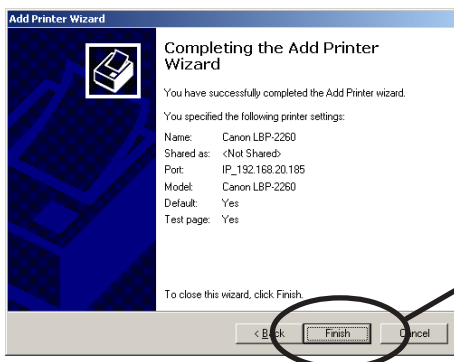 Add Printer Wizard
Completing the Add Printer
Wizard
You have successfully completed the Add Printer wizard.
You specified the following printer settings:
Name: Canon LBP-2260
Shared as: <Not Shared>
Port: IP_192.168.20.185
Model: Canon LBP-2260
Default: Yes
Test page: Yes
To close this wizard, click Finish.
< Back Finish Cancel